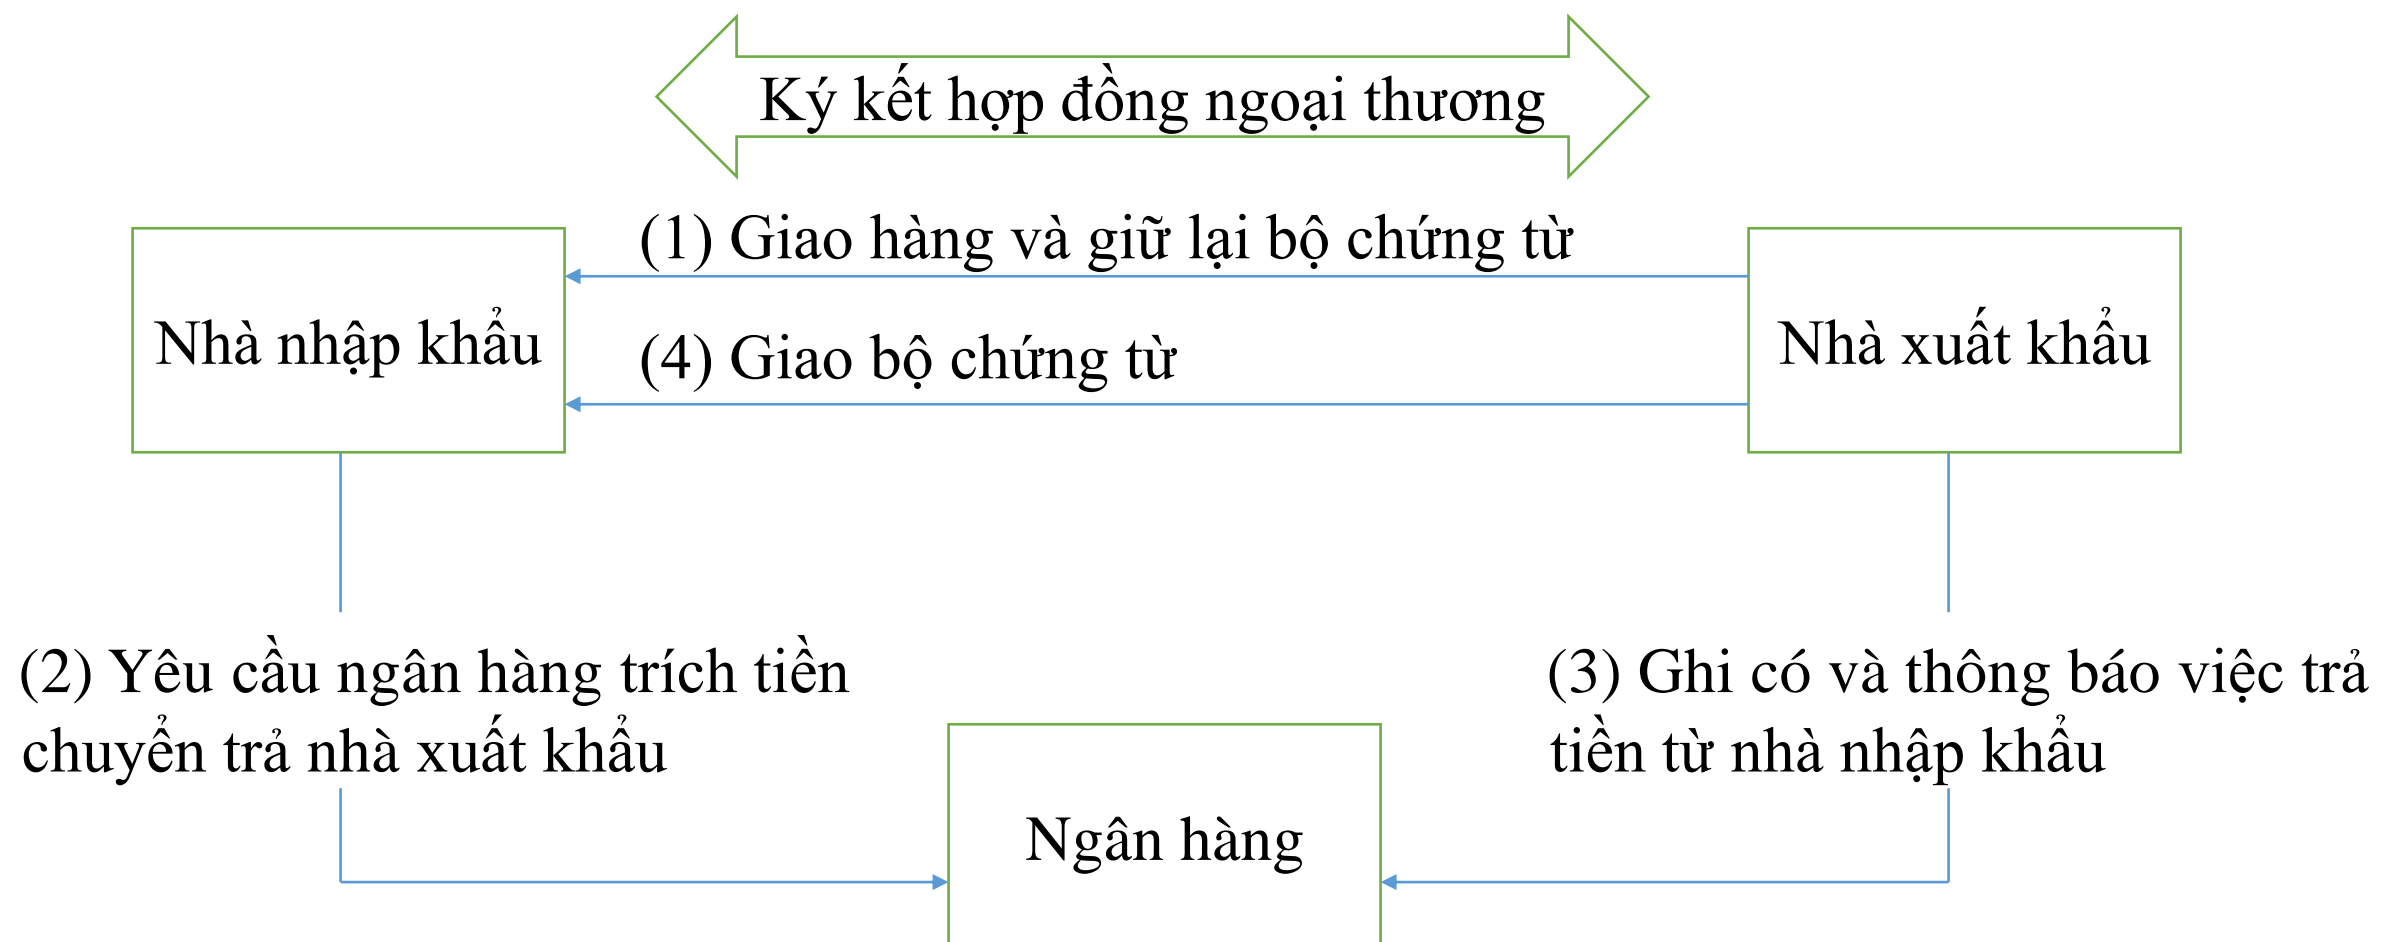 Ký kết hợp đồng ngoại thương
(1) Giao hàng và giữ lại bộ chứng từ
Nhà nhập khẩu
Nhà xuất khẩu
(4) Giao bộ chứng từ
(2) Yêu cầu ngân hàng trích tiền
chuyển trả nhà xuất khẩu
(3) Ghi có và thông báo việc trả
tiền từ nhà nhập khẩu
Ngân hàng